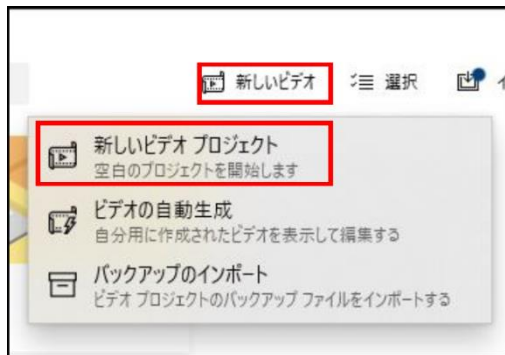 新しいビデオ 選択
新しいビデオ プロジェクト
空白のプロジェクトを開始します
ビデオの自動生成
自分用に作成されたビデオを表示して編集する
バックアップのインポート
ビデオ プロジェクトのバックアップ ファイルをインポートする